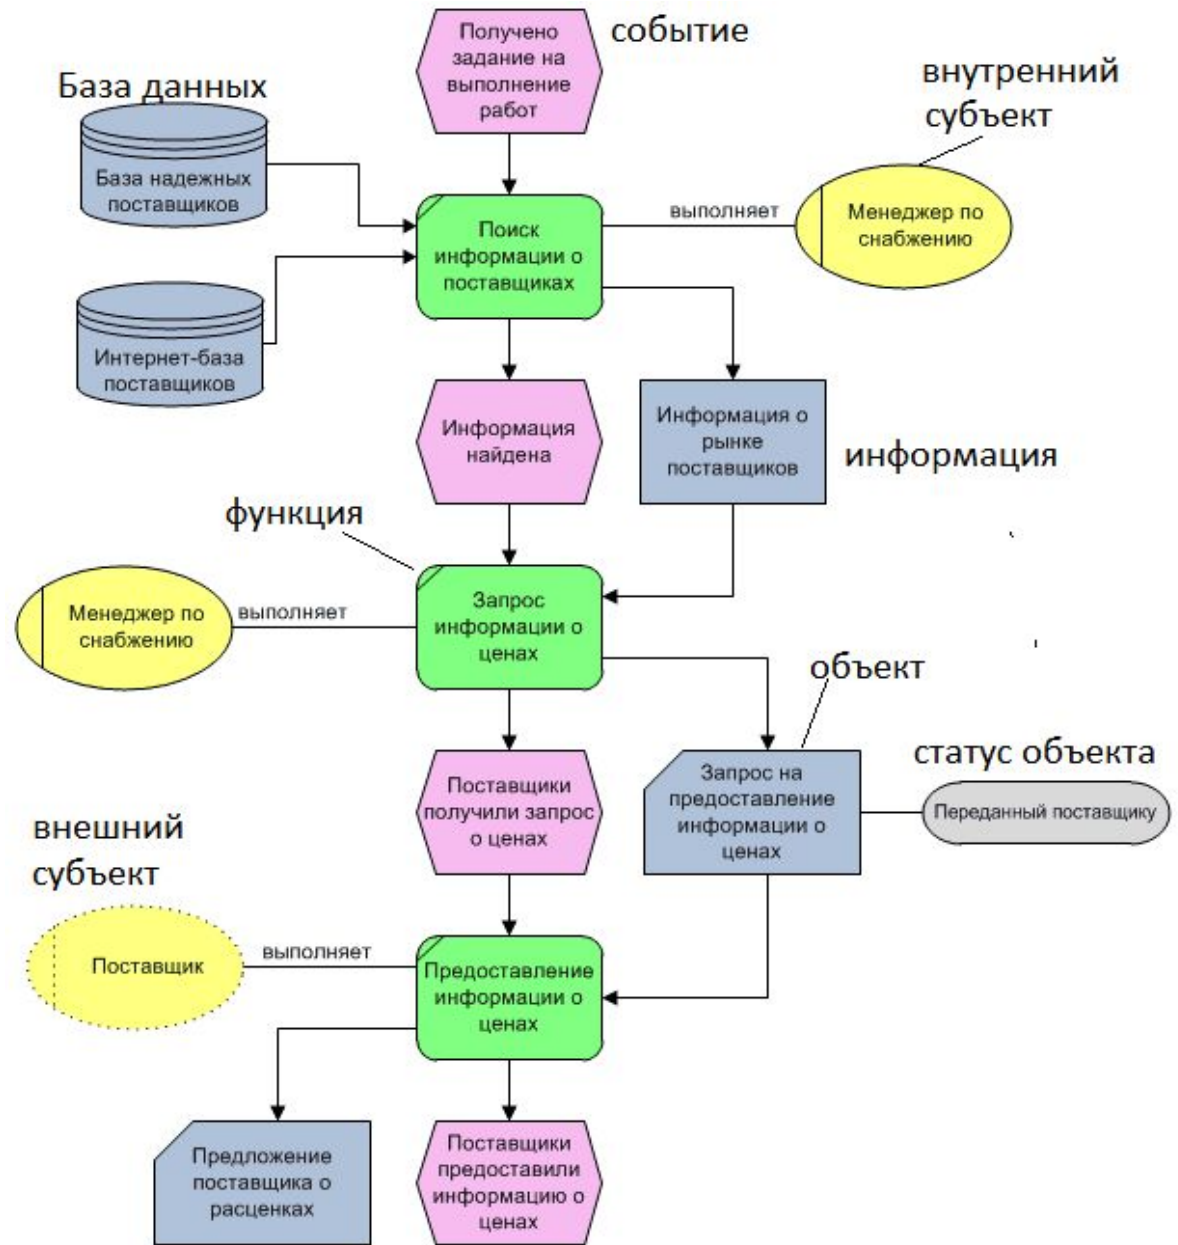 Получено
задание на
выполнение
работ
событие
База данных
внутренний
субъект
База надежных
поставщиков
Поиск
информации о
поставщиках
выполняет
Менеджер по
снабжению
Интернет-база
поставщиков
Информация
найдена
Информация о
рынке
поставщиков
информация
функция
Менеджер по
снабжению
выполняет
Запрос
информации о
ценах
объект
статус объекта
Поставщики
получили запрос
о ценах
Запрос на
предоставление
информации о
ценах
Переданный поставщику
внешний
субъект
Поставщик
выполняет
Предоставление
информации о
ценах
Предложение
поставщика о
расценках
Поставщики
предоставили
информацию о
ценах